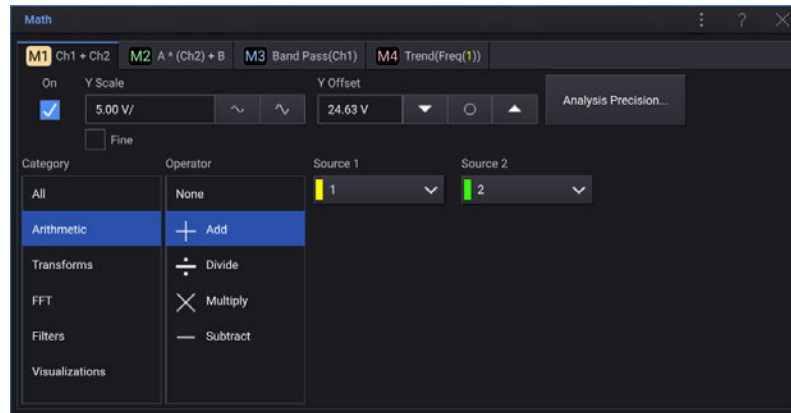 Math
M1 Ch1 + Ch2 M2 A * (Ch2) + B M3 Band Pass(Ch1) M4 Trend(Freq(1))
On Y Scale Y Offset
5.00 V/ 24.63 V Analysis Precision...
Fine
Category Operator Source 1 Source 2
All None 1 2
Arithmetic Add
Transforms Divide
FFT Multiply
Filters Subtract
Visualizations